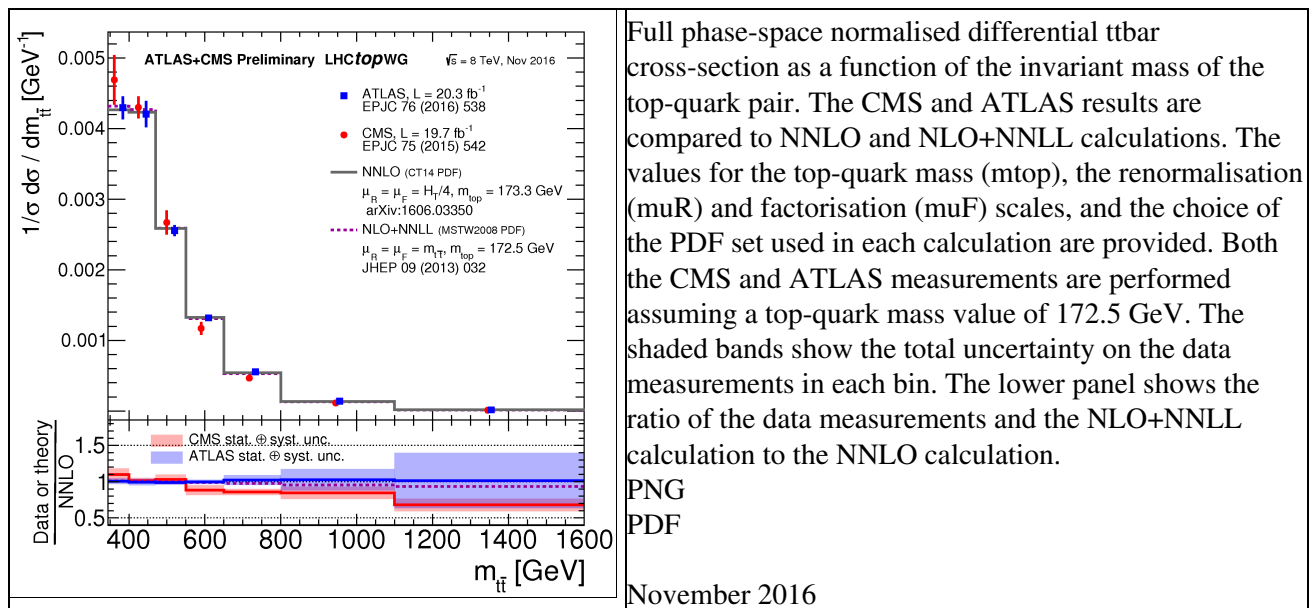 ATLAS+CMS Preliminary LHCtopWG √s = 8 TeV, Nov 2016
ATLAS, L = 20.3 fb⁻¹
EPJC 76 (2016) 538
CMS, L = 19.7 fb⁻¹
EPJC 75 (2015) 542
NNLO (CT14 PDF)
μ_R = μ_F = H_T/4, m_top = 173.3 GeV
arXiv:1606.03350
NLO+NNLL (MSTW2008 PDF)
μ_R = μ_F = m_tT̄, m_top = 172.5 GeV
JHEP 09 (2013) 032
1/σ dσ / dm_tt̄ [GeV⁻¹]
0.005
0.004
0.003
0.002
0.001
CMS stat. ⊕ syst. unc.
ATLAS stat. ⊕ syst. unc.
Data or theory
NNLO
1.5
1
0.5
400 600 800 1000 1200 1400 1600
m_tt̄ [GeV]
Full phase-space normalised differential ttbar
cross-section as a function of the invariant mass of the
top-quark pair. The CMS and ATLAS results are
compared to NNLO and NLO+NNLL calculations. The
values for the top-quark mass (mtop), the renormalisation
(muR) and factorisation (muF) scales, and the choice of
the PDF set used in each calculation are provided. Both
the CMS and ATLAS measurements are performed
assuming a top-quark mass value of 172.5 GeV. The
shaded bands show the total uncertainty on the data
measurements in each bin. The lower panel shows the
ratio of the data measurements and the NLO+NNLL
calculation to the NNLO calculation.
PNG
PDF
November 2016